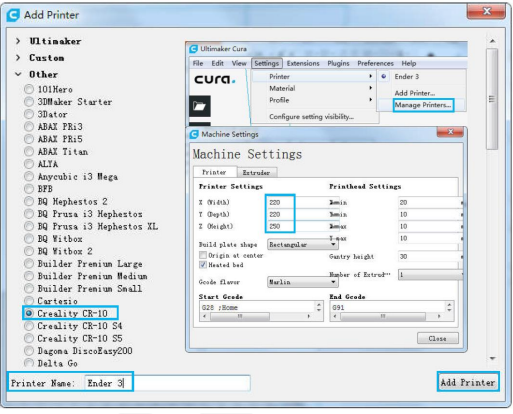 Add Printer
Ultimaker
Custom
Other
101Hero
3DMaker Starter
3Dator
ABAX PRi3
ABAX PRi5
ABAX Titan
ALYA
Anycubic i3 Mega
BFB
BQ Hephestos 2
BQ Prusa i3 Hephestos
BQ Prusa i3 Hephestos XL
BQ Witbox
BQ Witbox 2
Builder Premium Large
Builder Premium Medium
Builder Premium Small
Cartesio
Creality CR-10
Creality CR-10 S4
Creality CR-10 S5
Dagoma DiscoEasy200
Delta Go
Printer Name: Ender 3
Add Printer
Ultimaker Cura
File Edit View Settings Extensions Plugins Preferences Help
cura.
Printer
Material
Profile
Configure setting visibility...
Ender 3
Add Printer...
Manage Printers...
Machine Settings
Machine Settings
Printer Extruder
Printer Settings
X (Width) 220
Y (Depth) 220
Z (Height) 250
Build plate shape Rectangular
Origin at center
Heated bed
Gcode flavor Marlin
Printhead Settings
20
10
10
10
Gantry height 30
Number of Extrud… 1
Start Gcode
G28 ;Home
End Gcode
G91
Close